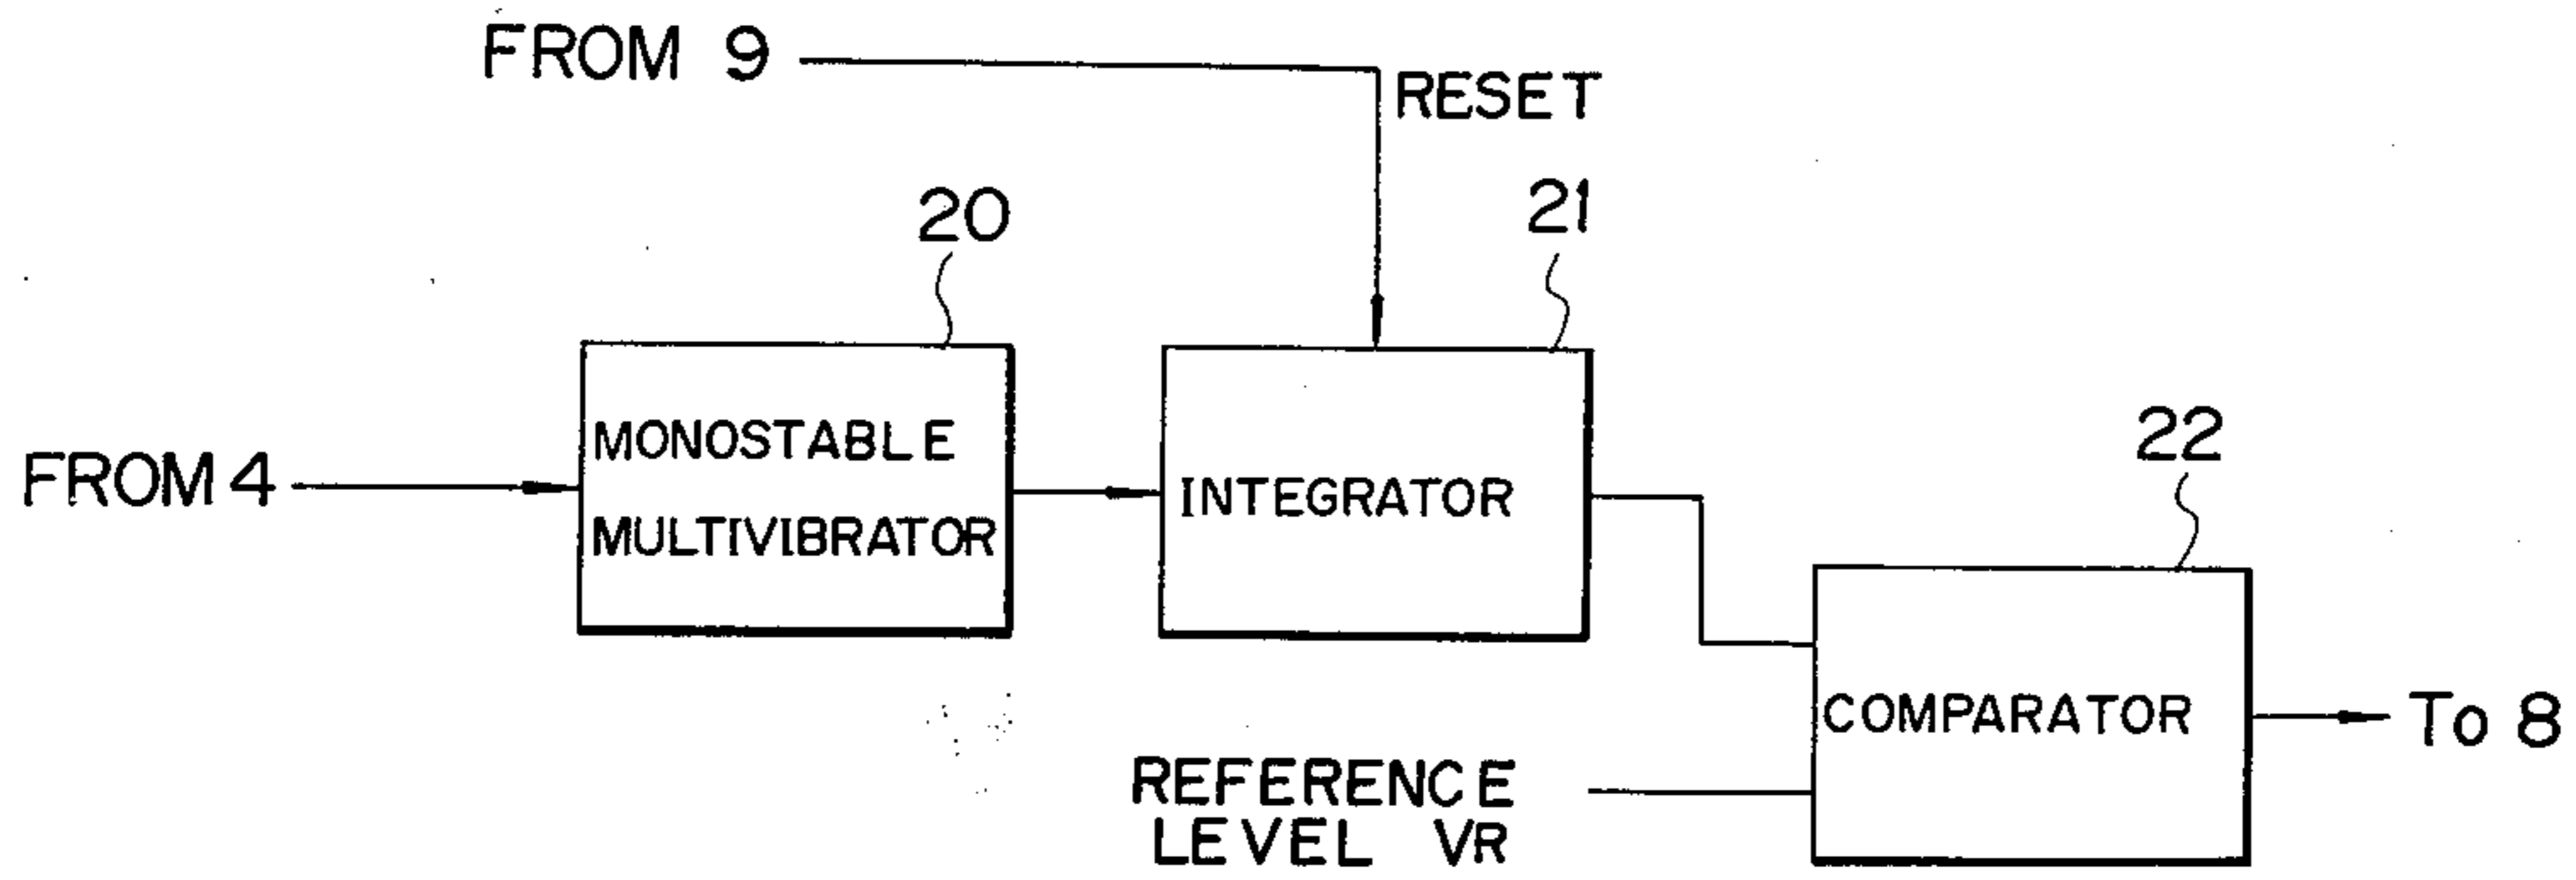 FROM 9
RESET
20
21
MONOSTABLE
MULTIVIBRATOR
INTEGRATOR
FROM 4
22
COMPARATOR
To 8
REFERENCE
LEVEL VR